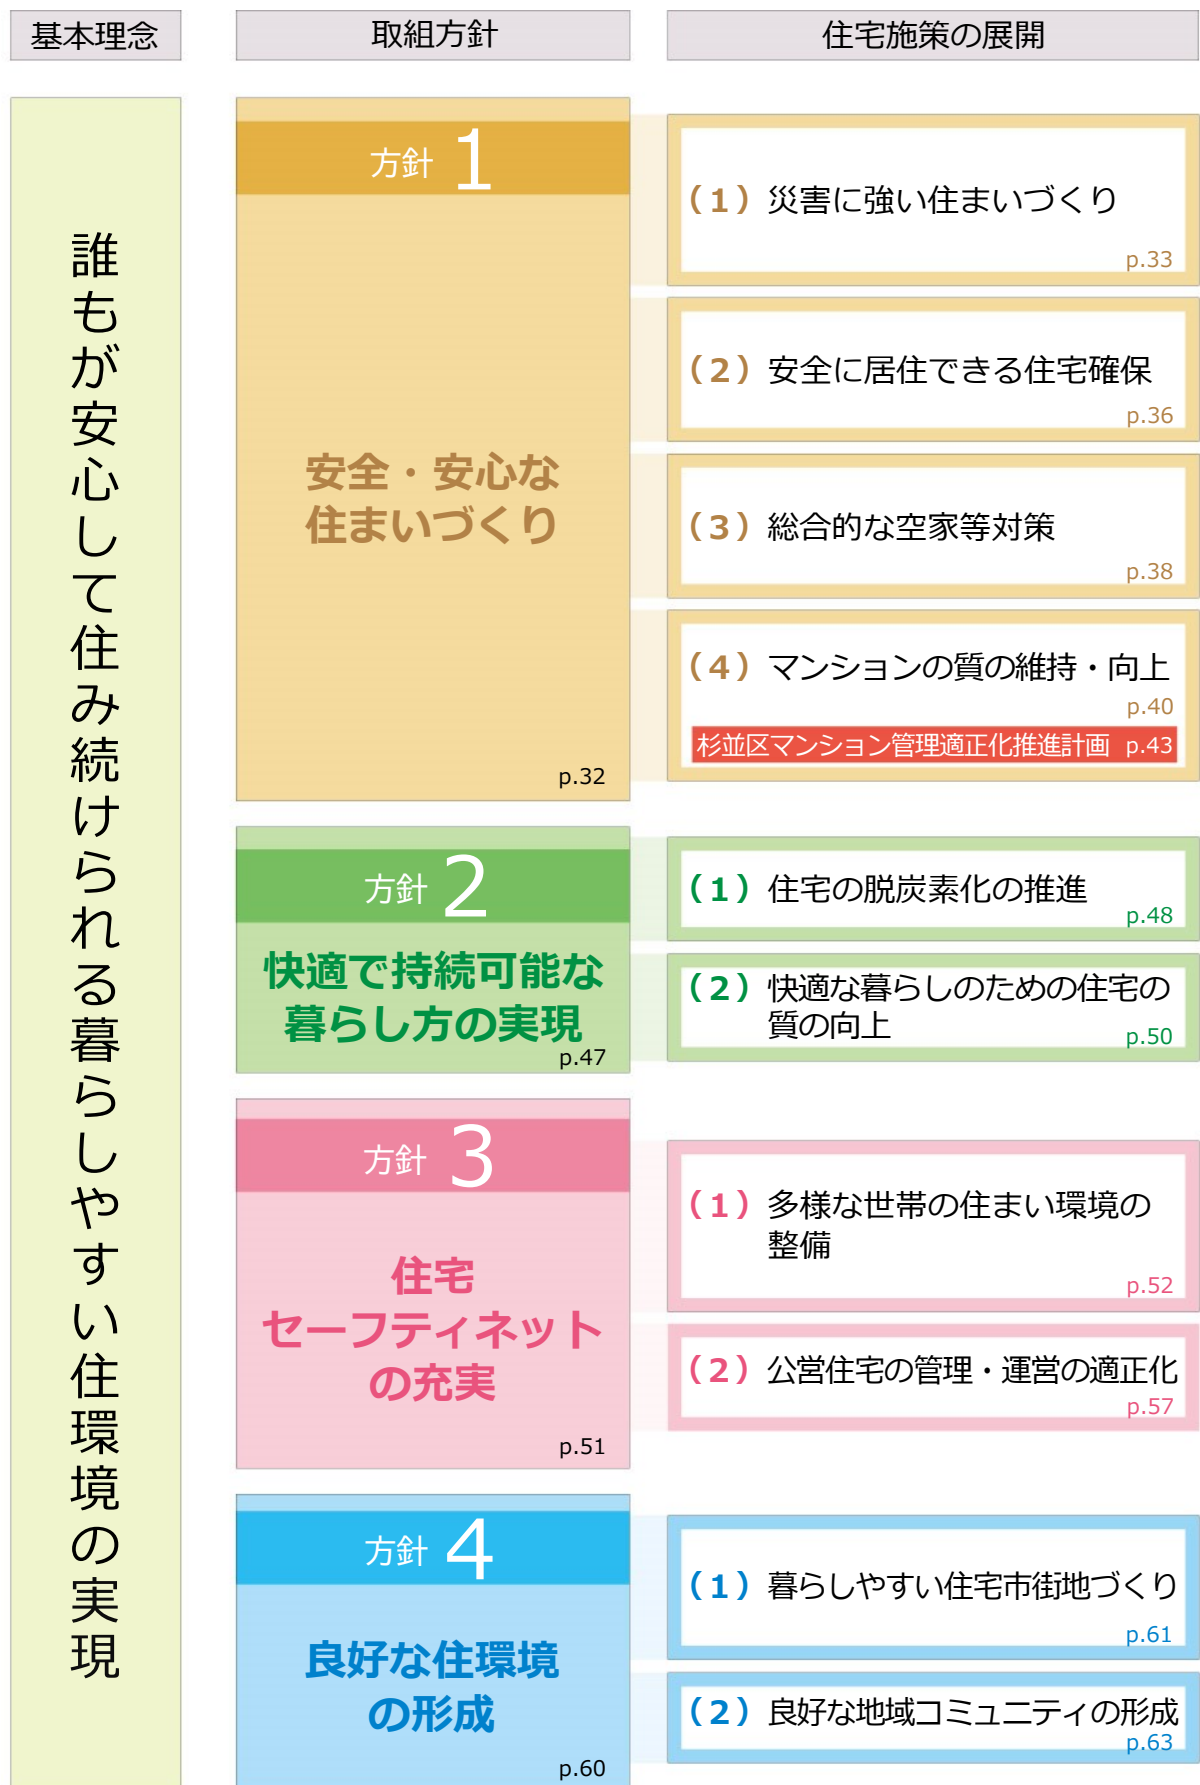 基本理念
取組方針
住宅施策の展開
誰もが安心して住み続けられる暮らしやすい住環境の実現
方針 1
安全・安心な
住まいづくり
p.32
（1）災害に強い住まいづくり
p.33
（2）安全に居住できる住宅確保
p.36
（3）総合的な空家等対策
p.38
（4）マンションの質の維持・向上
p.40
杉並区マンション管理適正化推進計画 p.43
方針 2
快適で持続可能な
暮らし方の実現
p.47
（1）住宅の脱炭素化の推進
p.48
（2）快適な暮らしのための住宅の
質の向上
p.50
方針 3
住宅
セーフティネット
の充実
p.51
（1）多様な世帯の住まい環境の
整備
p.52
（2）公営住宅の管理・運営の適正化
p.57
方針 4
良好な住環境
の形成
p.60
（1）暮らしやすい住宅市街地づくり
p.61
（2）良好な地域コミュニティの形成
p.63